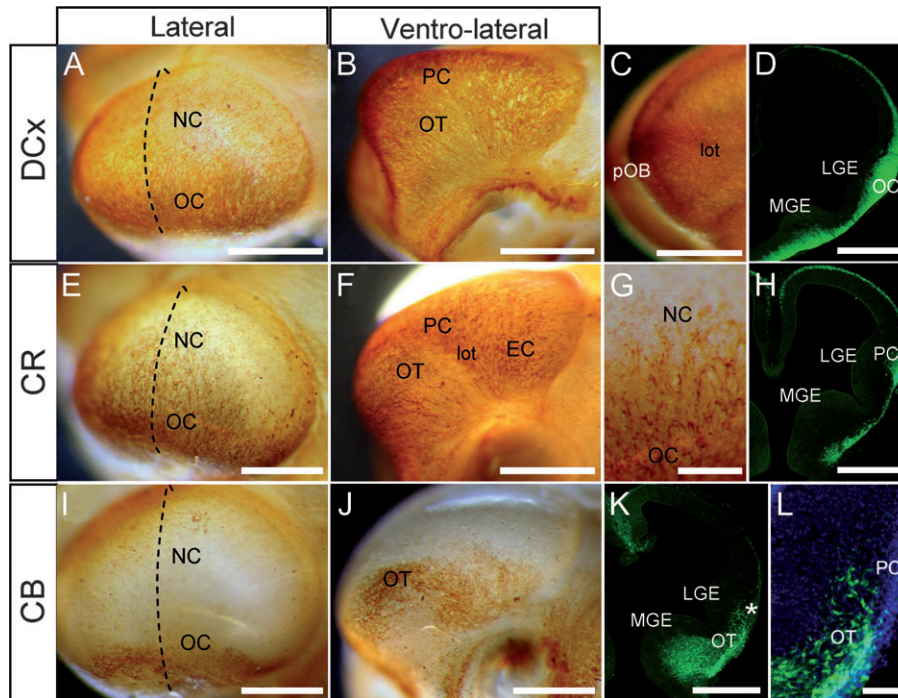 Lateral Ventro-lateral
DCx
A NC OC
B PC OT
C pOB lot
D LGE OC MGE
CR
E NC OC
F PC lot EC OT
G NC OC
H LGE PC MGE
CB
I NC OC
J OT
K LGE * MGE OT
L PC OT